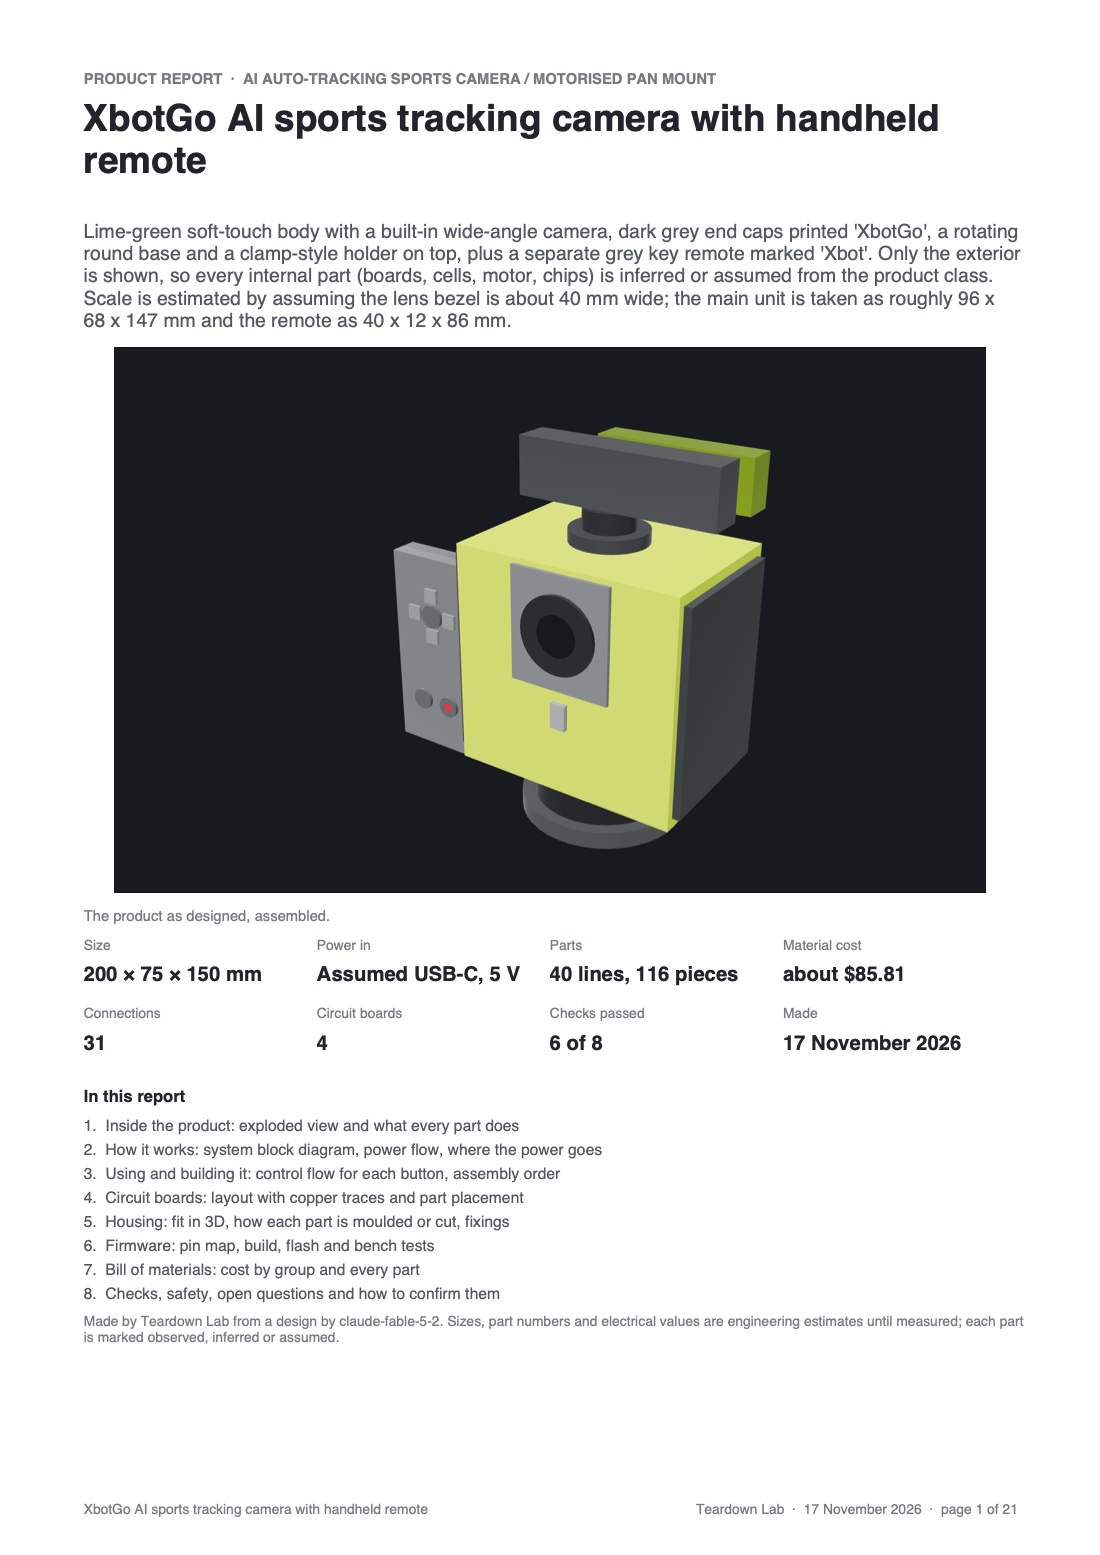 PRODUCT REPORT · AI AUTO-TRACKING SPORTS CAMERA / MOTORISED PAN MOUNT
XbotGo AI sports tracking camera with handheld
remote
Lime-green soft-touch body with a built-in wide-angle camera, dark grey end caps printed 'XbotGo', a rotating
round base and a clamp-style holder on top, plus a separate grey key remote marked 'Xbot'. Only the exterior
is shown, so every internal part (boards, cells, motor, chips) is inferred or assumed from the product class.
Scale is estimated by assuming the lens bezel is about 40 mm wide; the main unit is taken as roughly 96 x
68 x 147 mm and the remote as 40 x 12 x 86 mm.
The product as designed, assembled.
Size Power in Parts Material cost
200 × 75 × 150 mm Assumed USB-C, 5 V 40 lines, 116 pieces about $85.81
Connections Circuit boards Checks passed Made
31 4 6 of 8 17 November 2026
In this report
1. Inside the product: exploded view and what every part does
2. How it works: system block diagram, power flow, where the power goes
3. Using and building it: control flow for each button, assembly order
4. Circuit boards: layout with copper traces and part placement
5. Housing: fit in 3D, how each part is moulded or cut, fixings
6. Firmware: pin map, build, flash and bench tests
7. Bill of materials: cost by group and every part
8. Checks, safety, open questions and how to confirm them
Made by Teardown Lab from a design by claude-fable-5-2. Sizes, part numbers and electrical values are engineering estimates until measured; each part
is marked observed, inferred or assumed.
XbotGo AI sports tracking camera with handheld remote Teardown Lab · 17 November 2026 · page 1 of 21